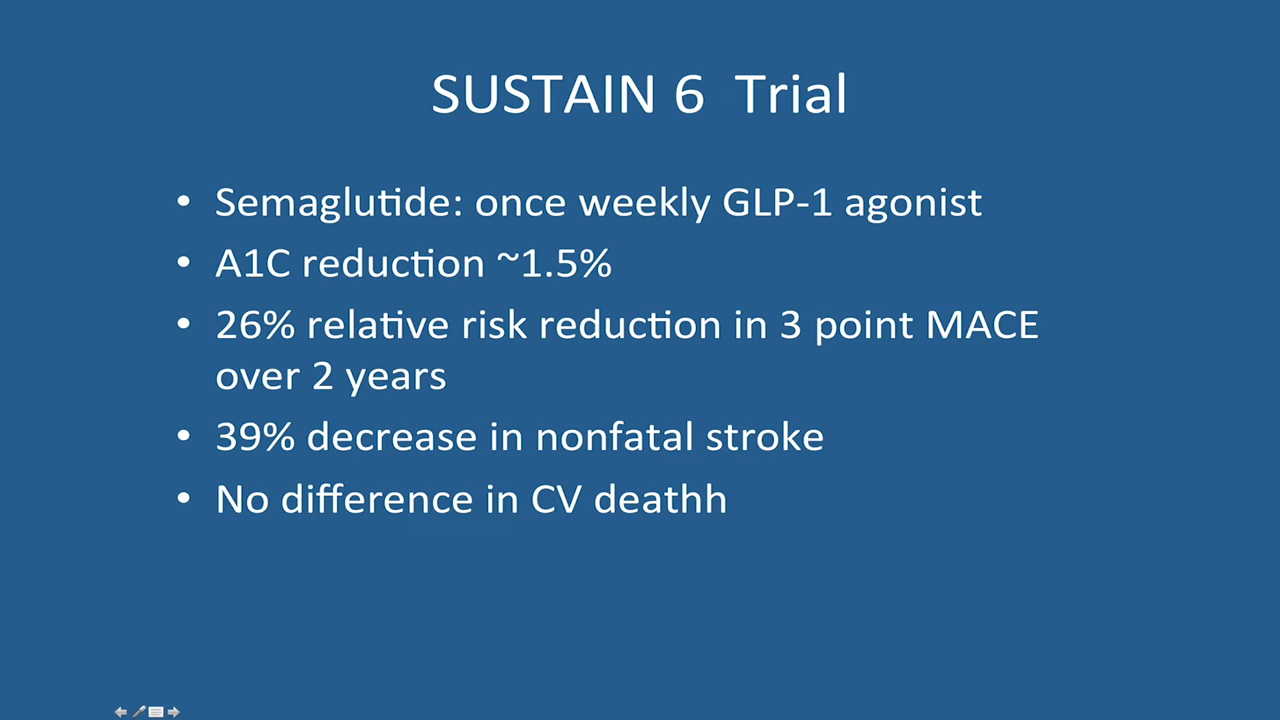 SUSTAIN 6  Trial
• Semaglutide: once weekly GLP-1 agonist
• A1C reduction ~1.5%
• 26% relative risk reduction in 3 point MACE
over 2 years
• 39% decrease in nonfatal stroke
• No difference in CV deathh